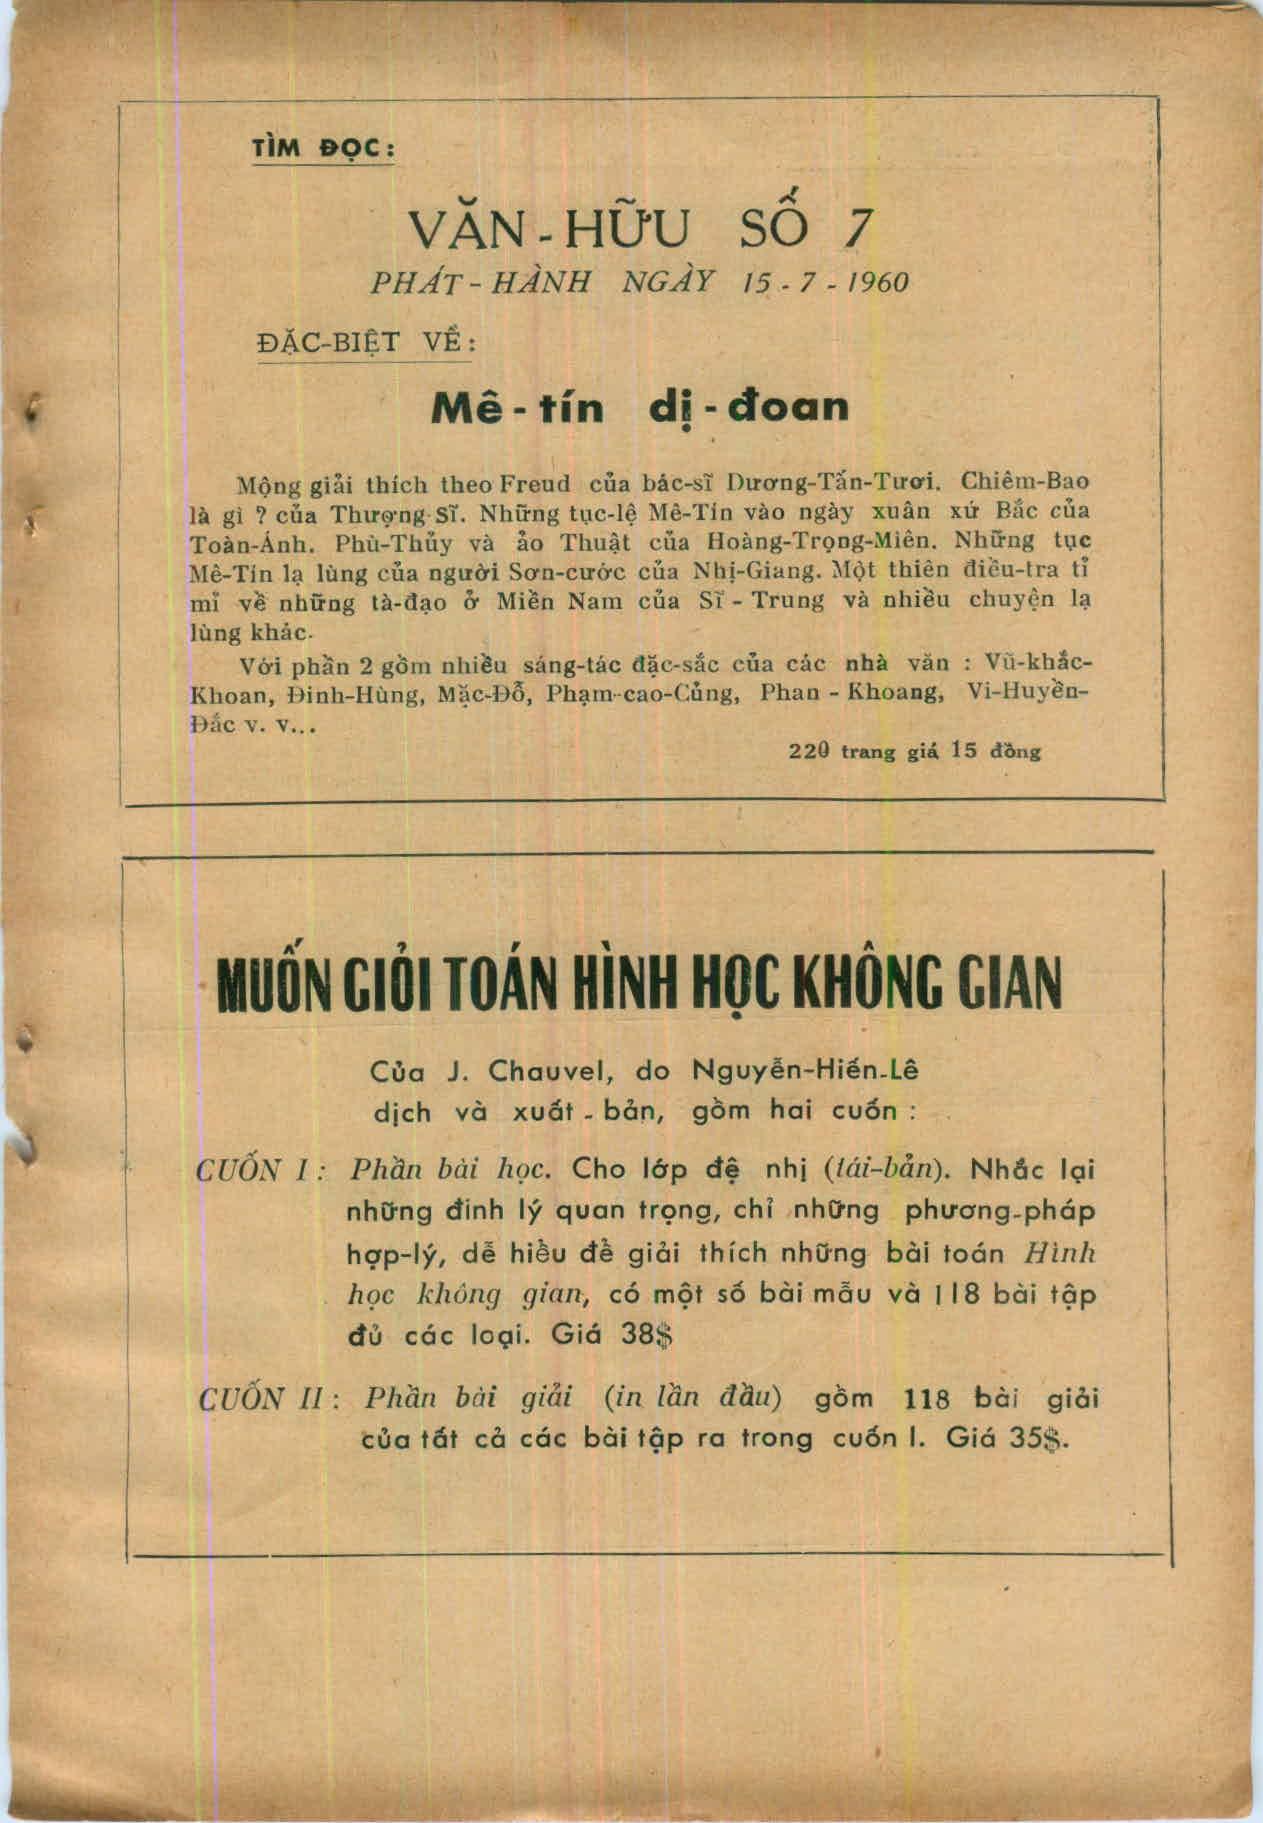 TÌM ĐỌC:
VĂN-HỮU SỐ 7
PHÁT-HÀNH NGÀY 15-7-1960
ĐẶC-BIỆT VỀ:
Mê-tín dị-đoan
Mộng giải thích theo Freud của bác-sĩ Dương-Tấn-Tươi. Chiêm-Bao
là gì ? của Thượng-Sĩ. Những tục-lệ Mê-Tín vào ngày xuân xứ Bắc của
Toàn-Ánh. Phù-Thủy và ảo Thuật của Hoàng-Trọng-Miên. Những tục
Mê-Tín lạ lùng của người Sơn-cước của Nhị-Giang. Một thiên điều-tra tỉ
mỉ về những tà-đạo ở Miền Nam của Sĩ - Trung và nhiều chuyện lạ
lùng khác.
Với phần 2 gồm nhiều sáng-tác đặc-sắc của các nhà văn : Vũ-khắc-
Khoan, Đinh-Hùng, Mặc-Đỗ, Phạm-cao-Củng, Phan - Khoang, Vi-Huyền-
Đắc v. v...
220 trang giá 15 đồng
MUỐN GIỎI TOÁN HÌNH HỌC KHÔNG GIAN
Của J. Chauvel, do Nguyễn-Hiến-Lê
dịch và xuất-bản, gồm hai cuốn :
CUỐN I : Phần bài học. Cho lớp đệ nhị (tái-bản). Nhắc lại
những đinh lý quan trọng, chỉ những phương-pháp
hợp-lý, dễ hiểu để giải thích những bài toán Hình
học không gian, có một số bài mẫu và 118 bài tập
đủ các loại. Giá 38$
CUỐN II : Phần bài giải (in lần đầu) gồm 118 bài giải
của tất cả các bài tập ra trong cuốn I. Giá 35$.